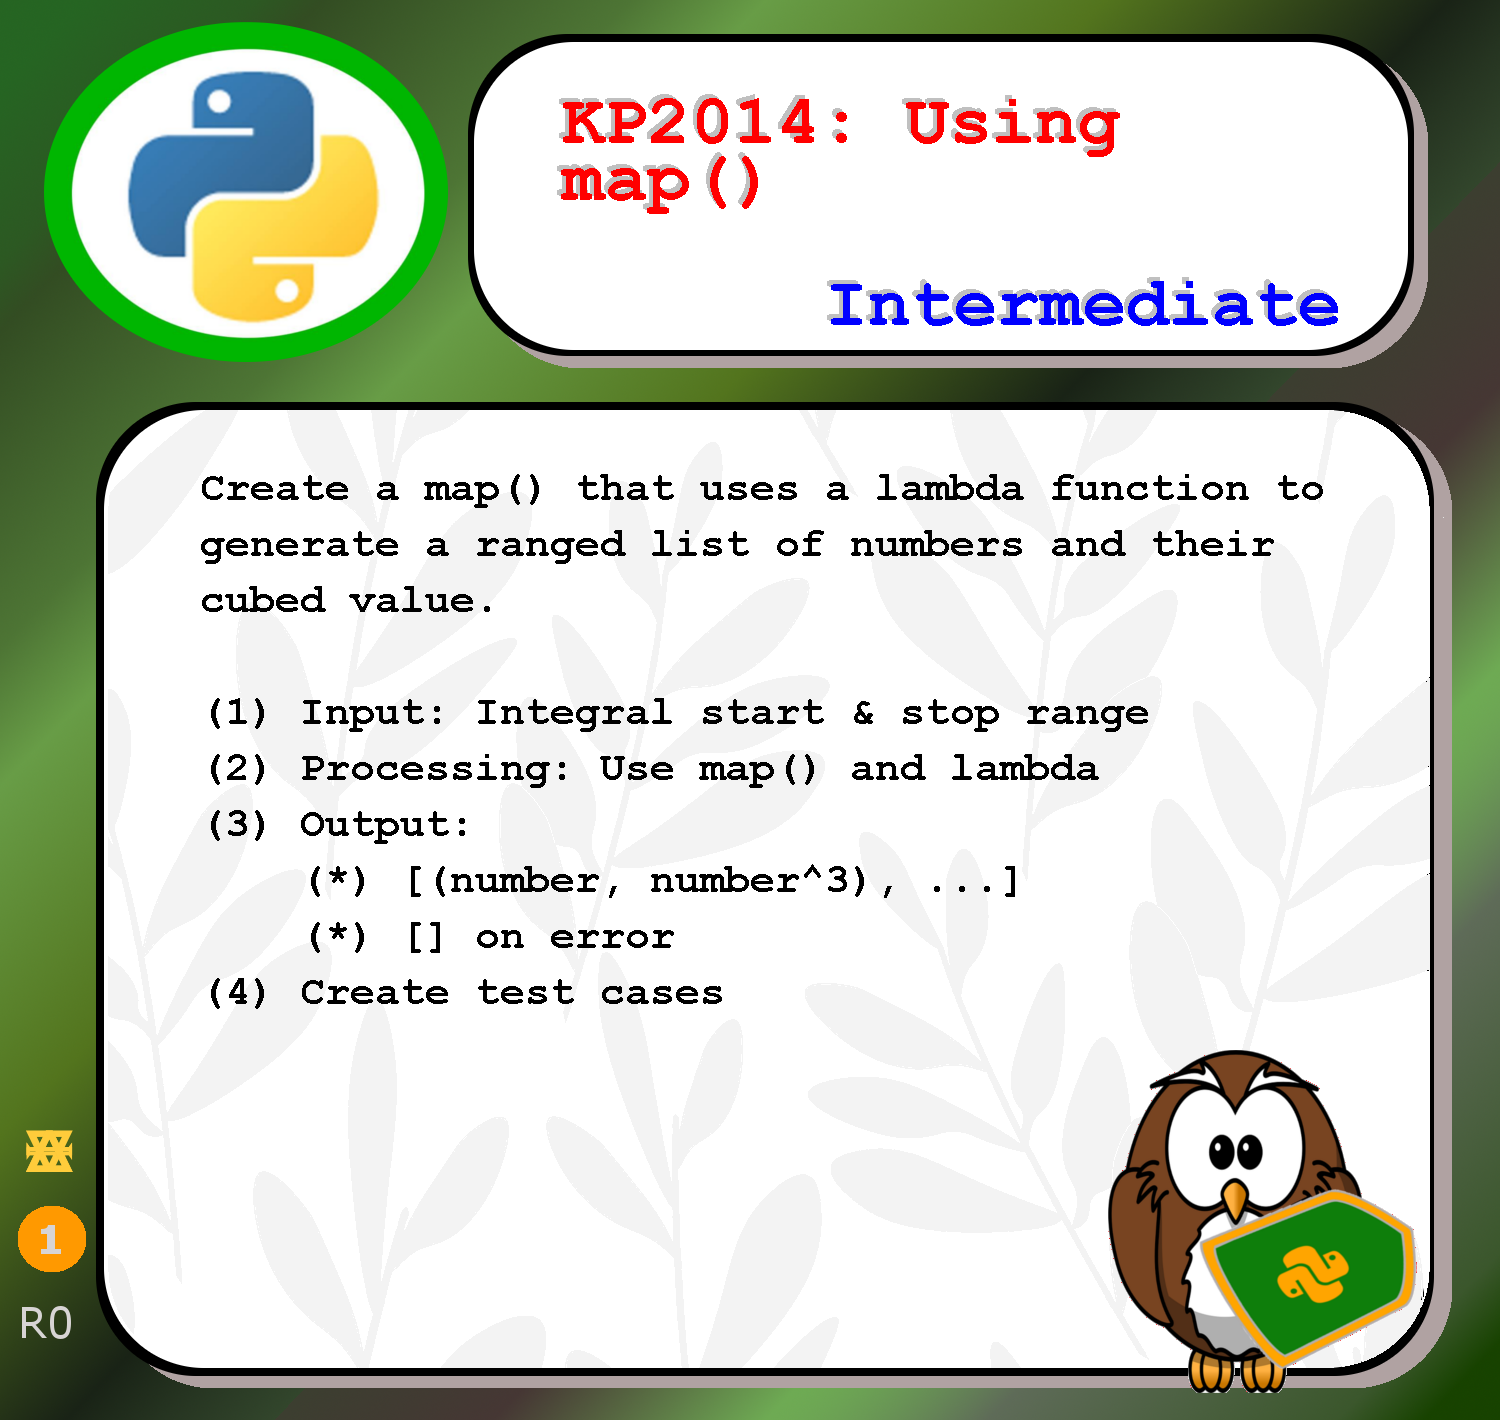 KP2014: Using
map()
Intermediate
Create a map() that uses a lambda function to
generate a ranged list of numbers and their
cubed value.
(1) Input: Integral start & stop range
(2) Processing: Use map() and lambda
(3) Output:
(*) [(number, number^3), ...]
(*) [] on error
(4) Create test cases
1
R0